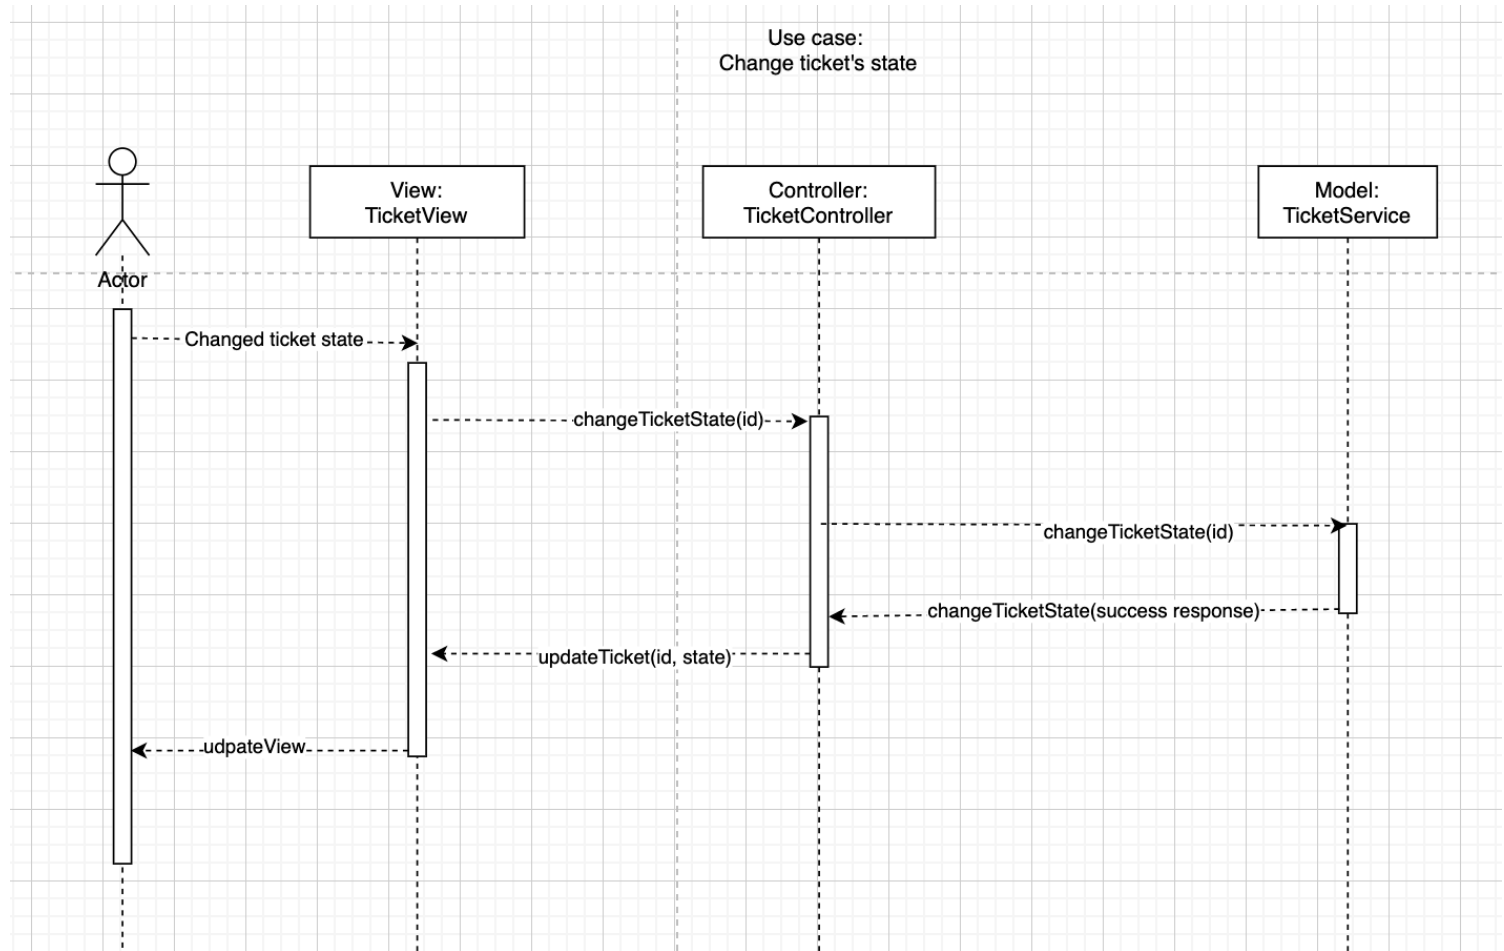 Use case:
Change ticket's state
View:
TicketView
Controller:
TicketController
Model:
TicketService
Actor
Changed ticket state
changeTicketState(id)
changeTicketState(id)
changeTicketState(success response)
updateTicket(id, state)
udpateView